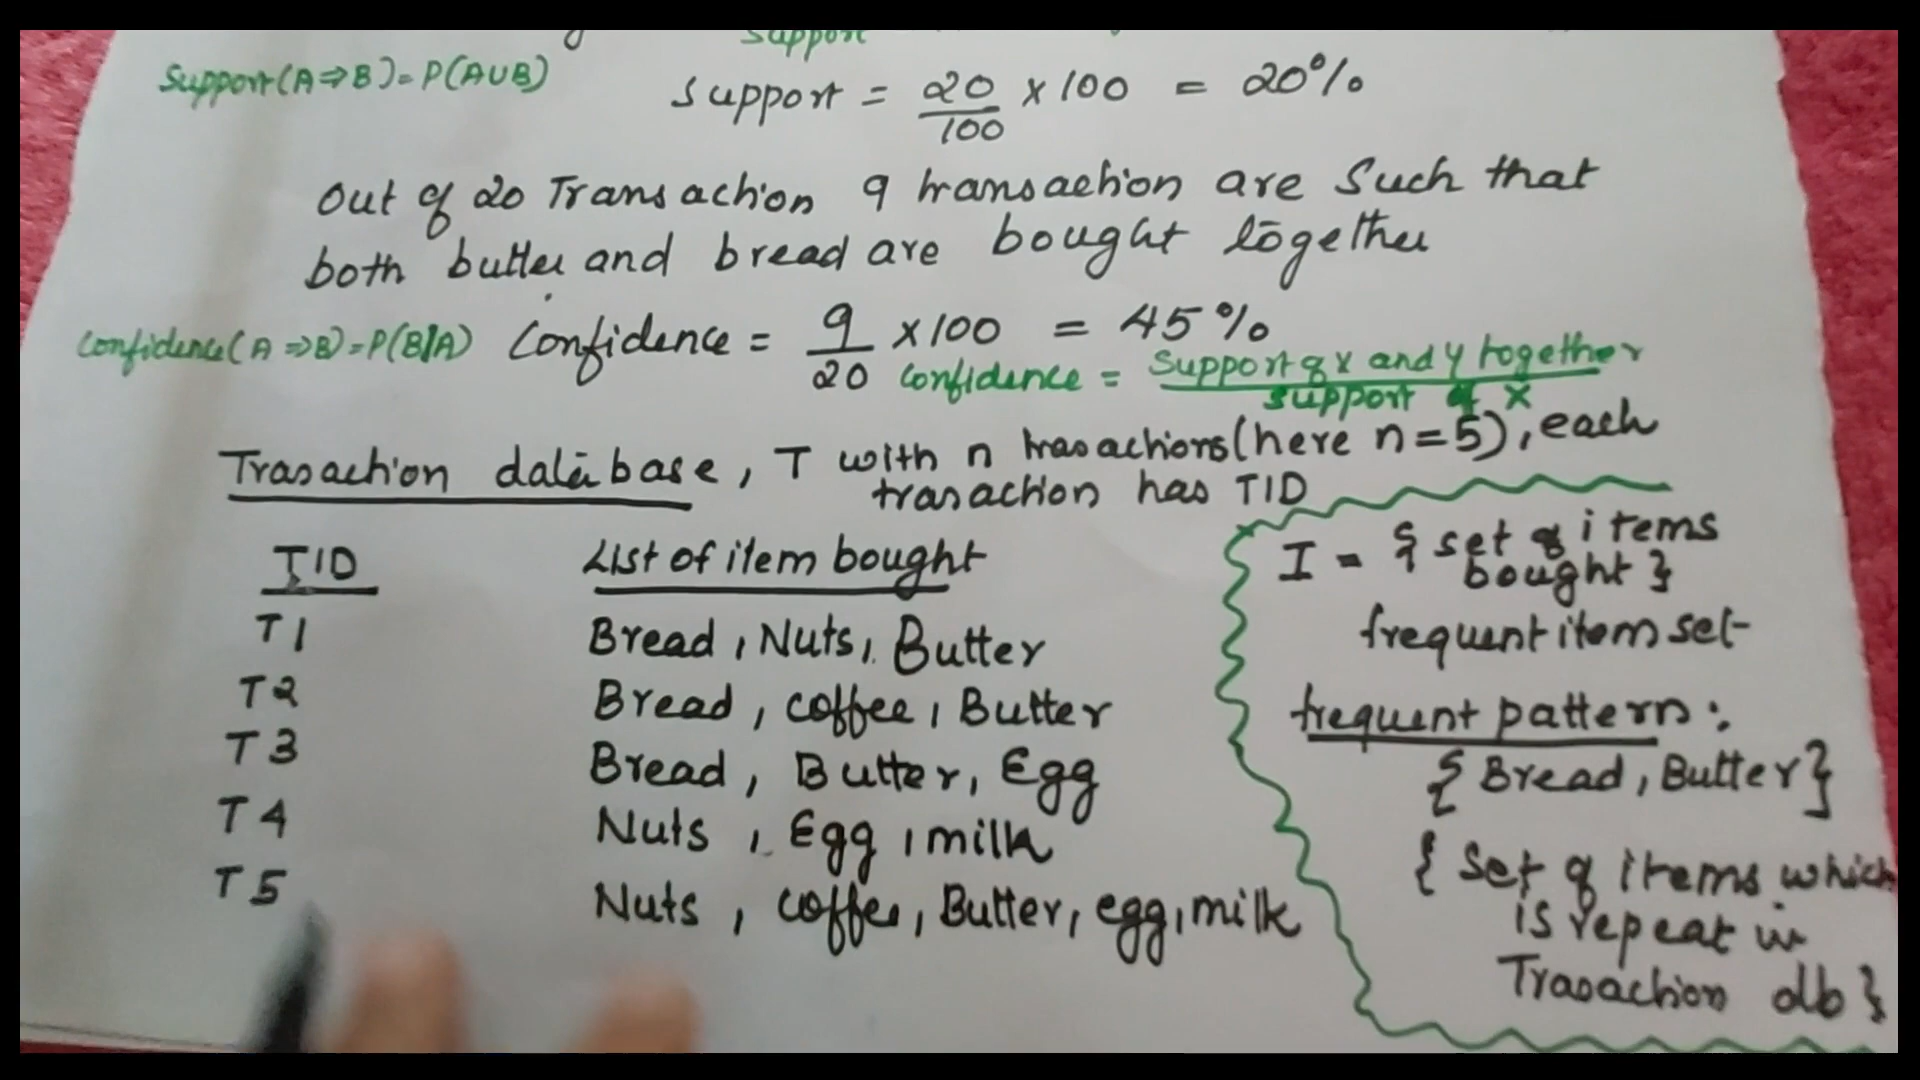 support
Support(A⇒B)=P(AUB)
Support = 20/100 x 100 = 20%
Out of 20 Transaction 9 transaction are Such that
both butter and bread are bought together
Confidence(A⇒B)=P(B|A) Confidence = 9/20 x 100 = 45%
confidence = Support of x and y together / support of x
Trasaction database, T with n trasactions(here n=5), each
trasaction has TID
TID List of item bought
T1 Bread, Nuts, Butter
T2 Bread, coffee, Butter
T3 Bread, Butter, Egg
T4 Nuts, Egg, milk
T5 Nuts, coffee, Butter, egg, milk
I = { set of items
bought }
frequent item set
frequent pattern:
{ Bread, Butter }
{ Set of items which
is repeat in
Trasaction db }